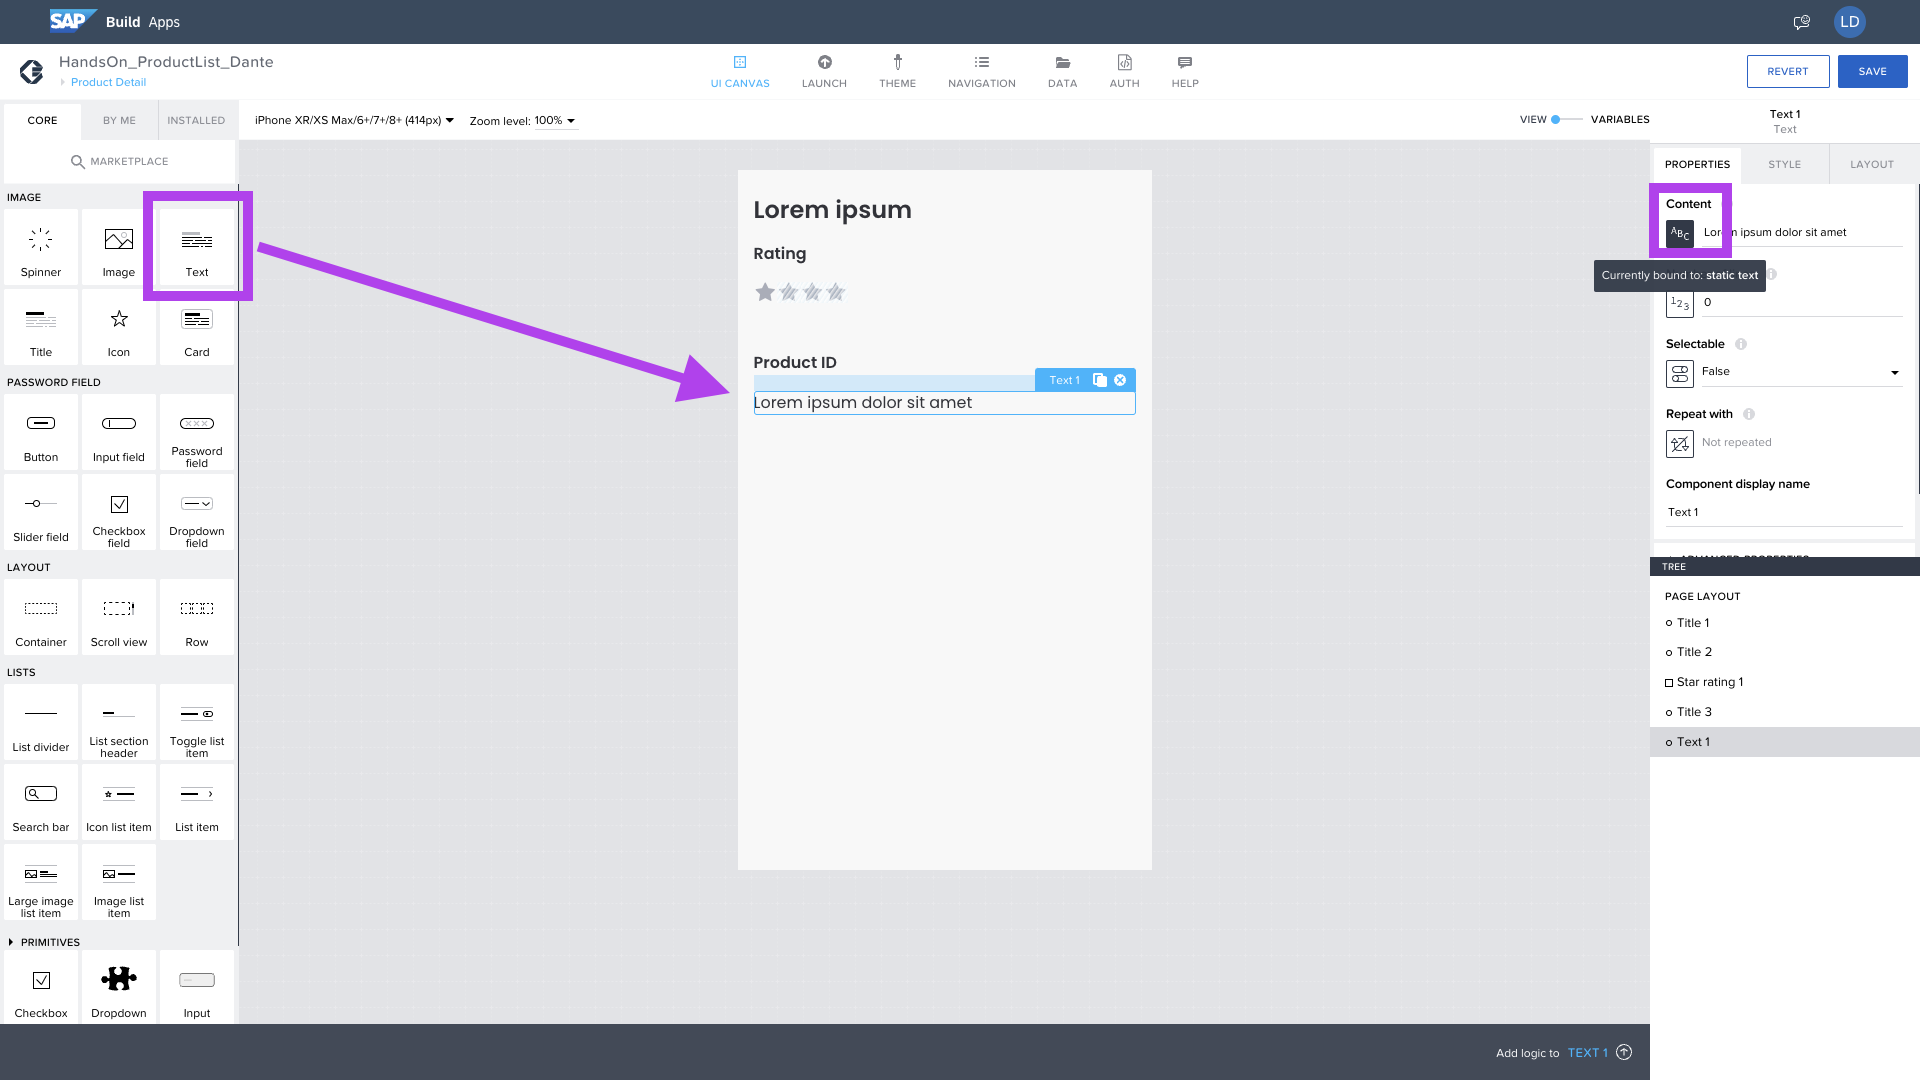 SAP Build Apps
LD
HandsOn_ProductList_Dante
Product Detail
UI CANVAS
LAUNCH
THEME
NAVIGATION
DATA
AUTH
HELP
REVERT
SAVE
CORE
BY ME
INSTALLED
MARKETPLACE
iPhone XR/XS Max/6+/7+/8+ (414px)
Zoom level: 100%
VIEW
VARIABLES
IMAGE
Spinner
Image
Text
Title
Icon
Card
PASSWORD FIELD
Button
Input field
Password
field
Slider field
Checkbox
field
Dropdown
field
LAYOUT
Container
Scroll view
Row
LISTS
List divider
List section
header
Toggle list
item
Search bar
Icon list item
List item
Large image
list item
Image list
item
PRIMITIVES
Checkbox
Dropdown
Input
Lorem ipsum
Rating
Product ID
Text 1
Lorem ipsum dolor sit amet
Text 1
Text
PROPERTIES
STYLE
LAYOUT
Content
ABC
Lorem ipsum dolor sit amet
Currently bound to: static text
123
0
Selectable
False
Repeat with
Not repeated
Component display name
Text 1
ADVANCED PROPERTIES
TREE
PAGE LAYOUT
Title 1
Title 2
Star rating 1
Title 3
Text 1
Add logic to TEXT 1